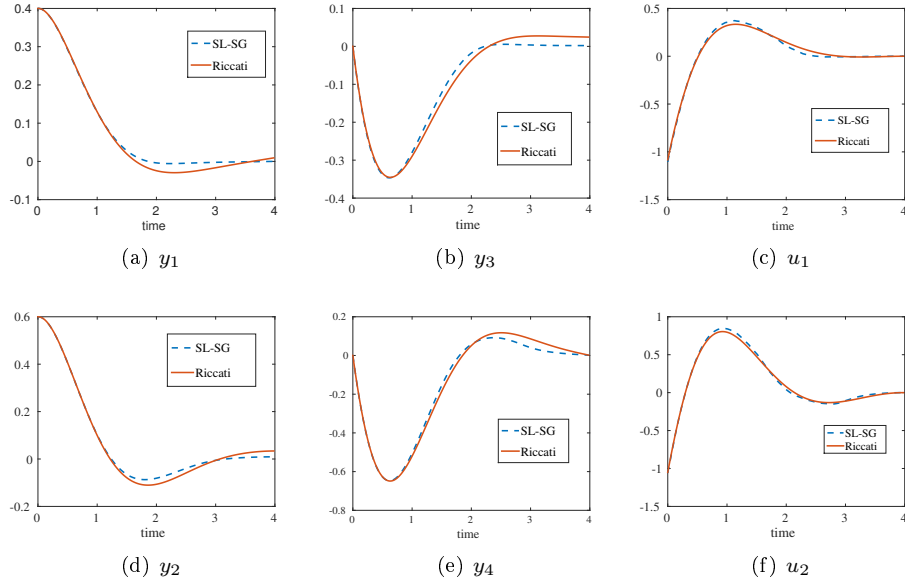 0.4
0.3
0.2
0.1
0
-0.1
0 1 2 3 4
time
SL-SG
Riccati
(a) y1
0
-0.1
-0.2
-0.3
-0.4
0 1 2 3 4
time
SL-SG
Riccati
(b) y3
0.5
0
-0.5
-1
-1.5
0 1 2 3 4
time
SL-SG
Riccati
(c) u1
0.6
0.4
0.2
0
-0.2
0 1 2 3 4
time
SL-SG
Riccati
(d) y2
0.2
0
-0.2
-0.4
-0.6
-0.8
0 1 2 3 4
time
SL-SG
Riccati
(e) y4
1
0.5
0
-0.5
-1
-1.5
0 1 2 3 4
time
SL-SG
Riccati
(f) u2